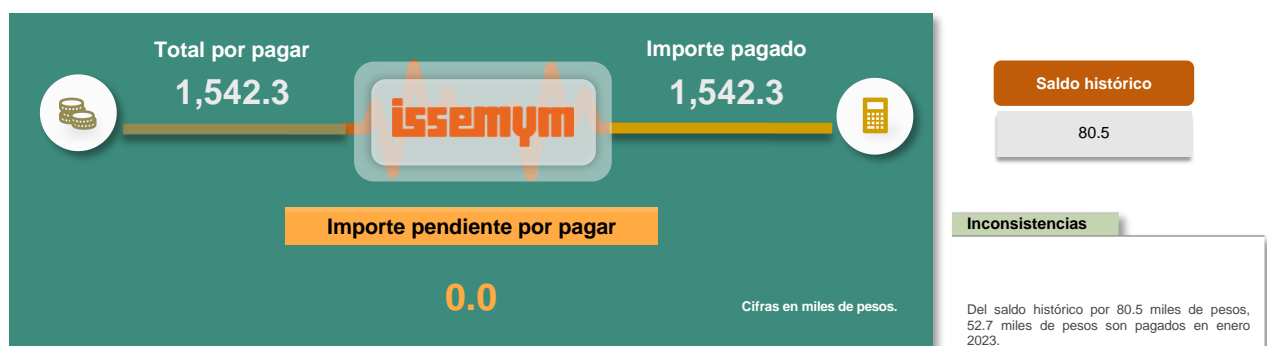 Total por pagar
1,542.3
issemym
Importe pagado
1,542.3
Importe pendiente por pagar
0.0
Cifras en miles de pesos.
Saldo histórico
80.5
Inconsistencias
Del saldo histórico por 80.5 miles de pesos,
52.7 miles de pesos son pagados en enero
2023.